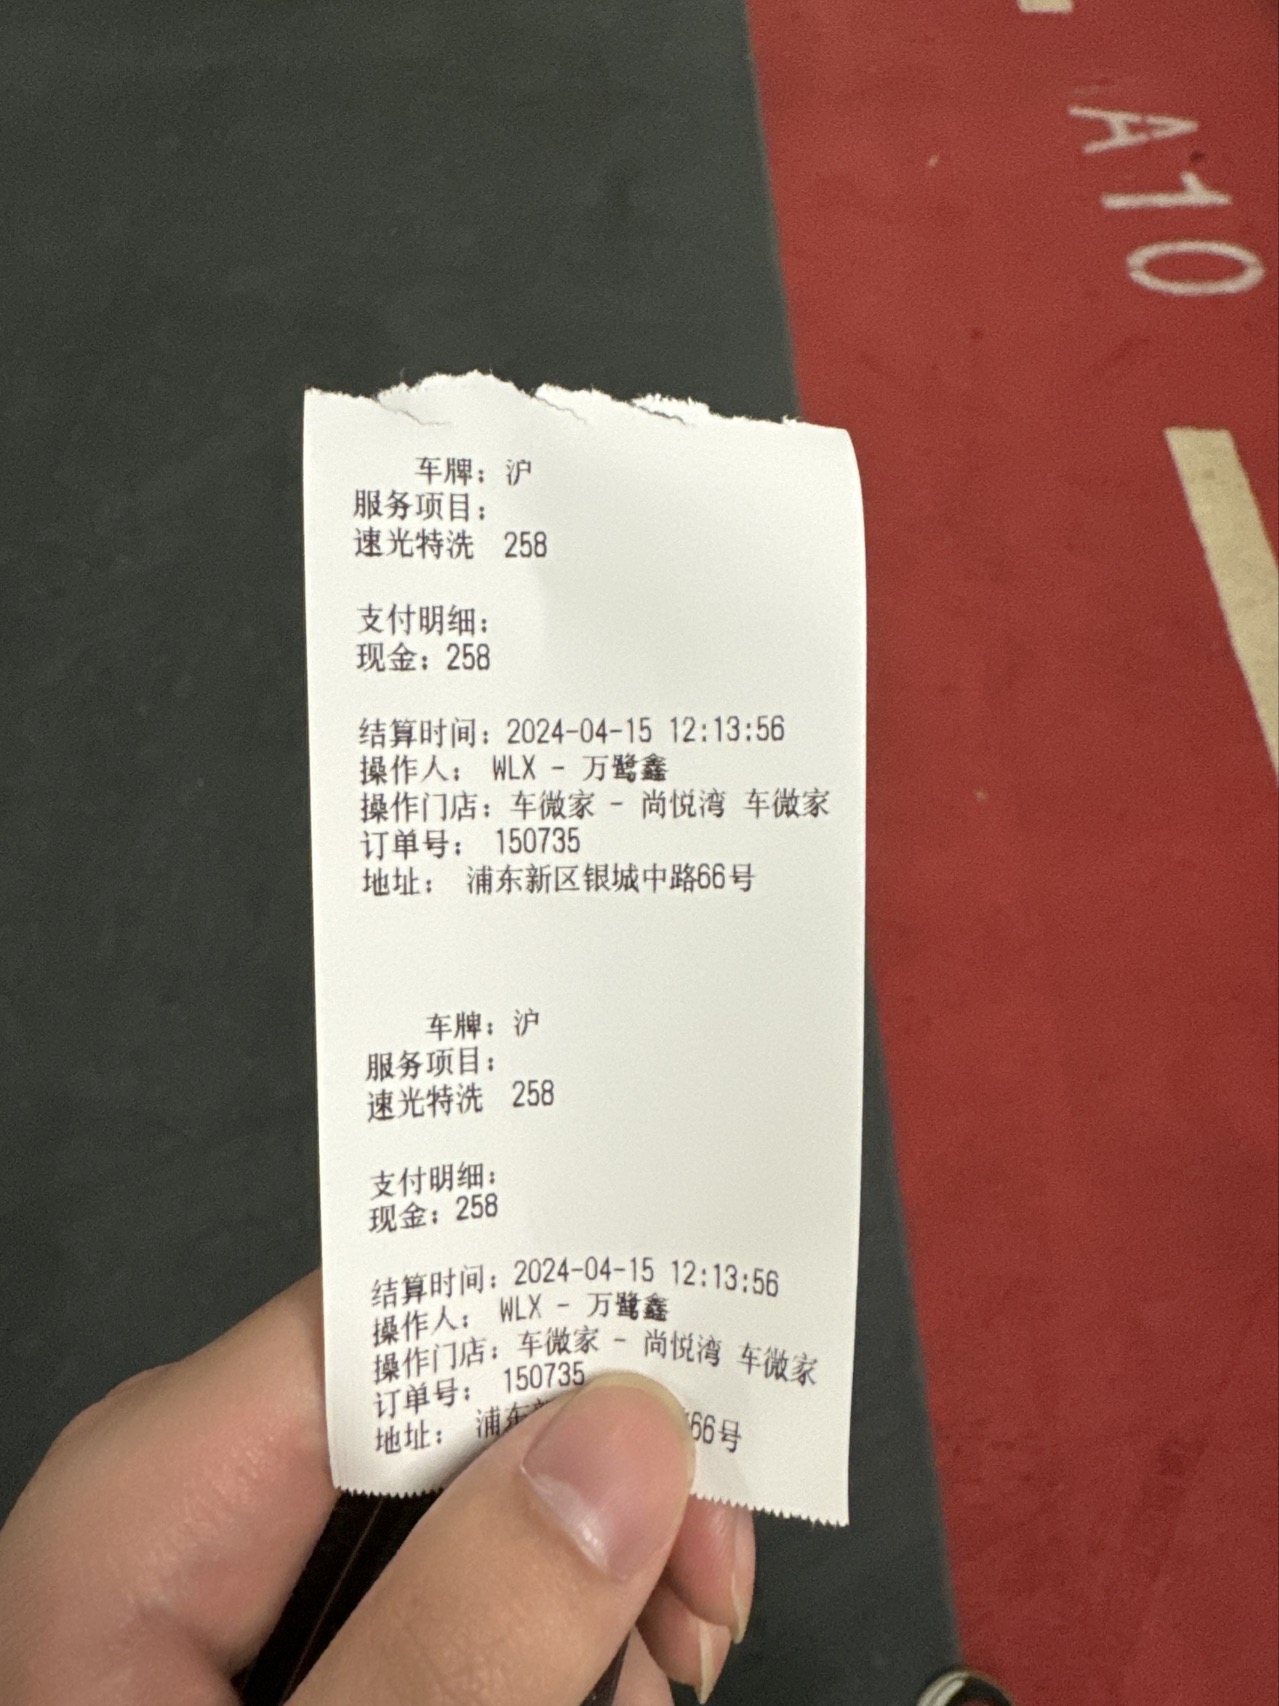 A10
车牌：沪
服务项目：
速光特洗 258
支付明细：
现金：258
结算时间：2024-04-15 12:13:56
操作人： WLX - 万鹭鑫
操作门店：车微家 - 尚悦湾 车微家
订单号： 150735
地址： 浦东新区银城中路66号
车牌：沪
服务项目：
速光特洗 258
支付明细：
现金：258
结算时间：2024-04-15 12:13:56
操作人： WLX - 万鹭鑫
操作门店：车微家 - 尚悦湾 车微家
订单号： 150735
地址： 浦东 66号